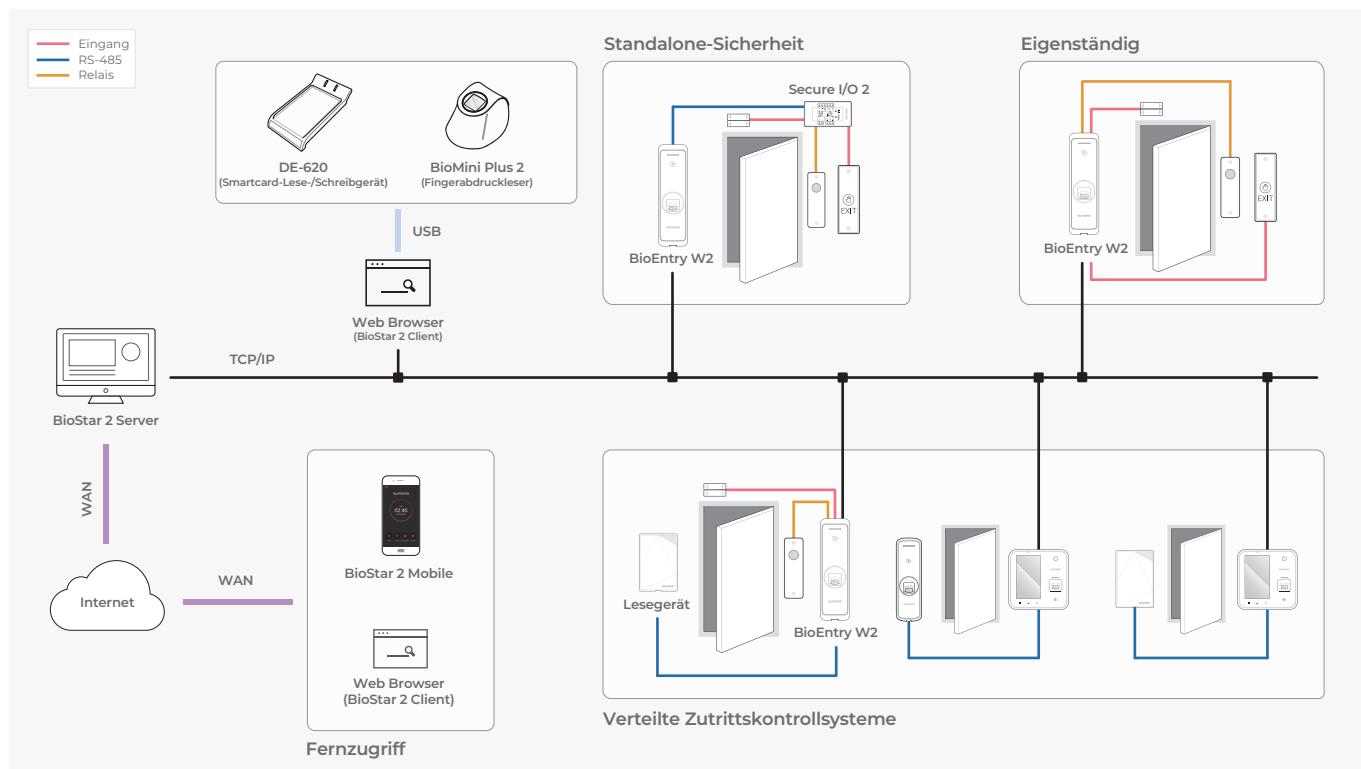 Eingang
RS-485
Relais
DE-620
(Smartcard-Lese-/Schreibgerät)
BioMini Plus 2
(Fingerabdruckleser)
USB
Web Browser
(BioStar 2 Client)
TCP/IP
BioStar 2 Server
WAN
Internet
WAN
BioStar 2 Mobile
Web Browser
(BioStar 2 Client)
Fernzugriff
Standalone-Sicherheit
Secure I/O 2
EXIT
BioEntry W2
Eigenständig
EXIT
BioEntry W2
Lesegerät
BioEntry W2
Verteilte Zutrittskontrollsysteme
02:45